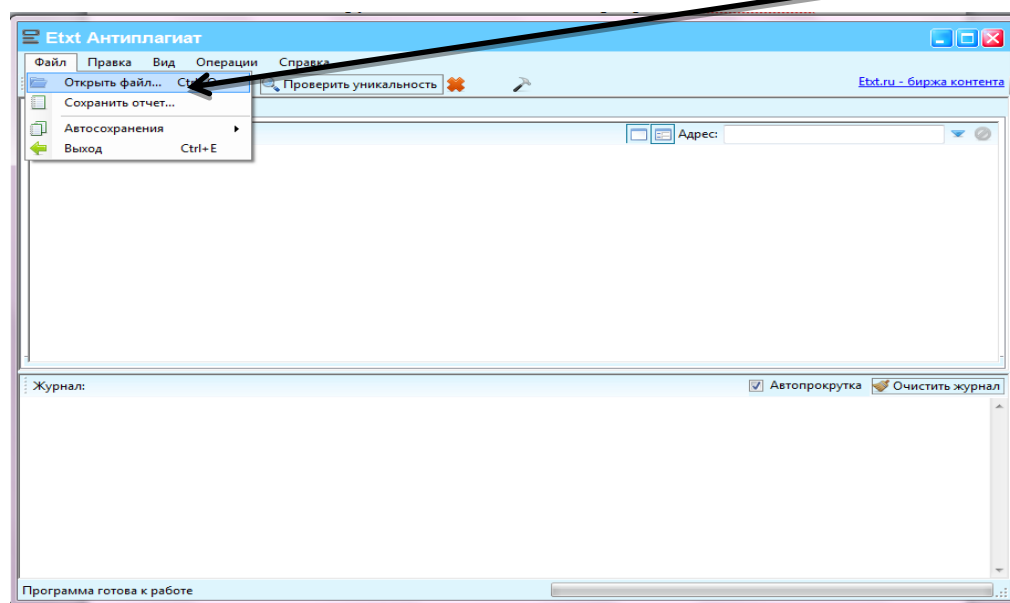 Etxt Антиплагиат
Файл Правка Вид Операции Справка
Открыть файл...
Проверить уникальность
Etxt.ru - биржа контента
Сохранить отчет...
Автосохранения
Адрес:
Выход Ctrl+E
Журнал:
Автопрокрутка
Очистить журнал
Программа готова к работе